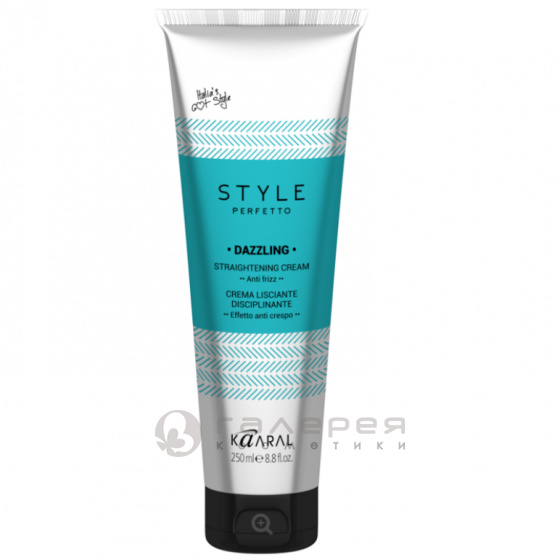 Italia's
Got Style
STYLE
PERFETTO
• DAZZLING •
STRAIGHTENING CREAM
•• Anti frizz ••
CREMA LISCIANTE
DISCIPLINANTE
•• Effetto anti crespo ••
галерея
косметики
KAARAL
250 ml e 8.8 fl.oz.